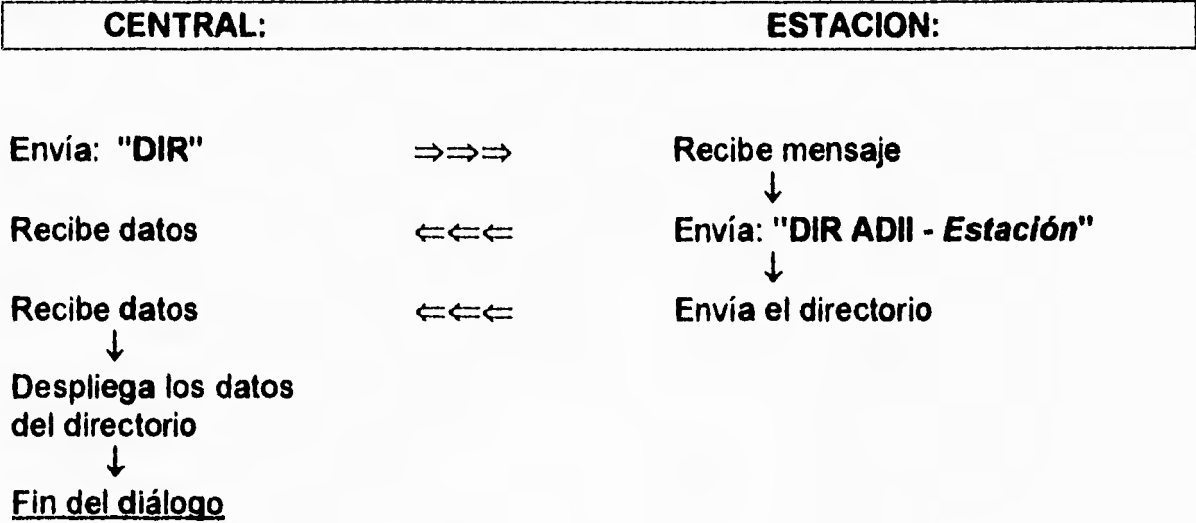 CENTRAL: ESTACION:
Envía: "DIR" ⇒⇒⇒ Recibe mensaje
↓
Recibe datos ⇐⇐⇐ Envía: "DIR ADII - Estación"
↓
Recibe datos ⇐⇐⇐ Envía el directorio
↓
Despliega los datos
del directorio
↓
Fin del diálogo